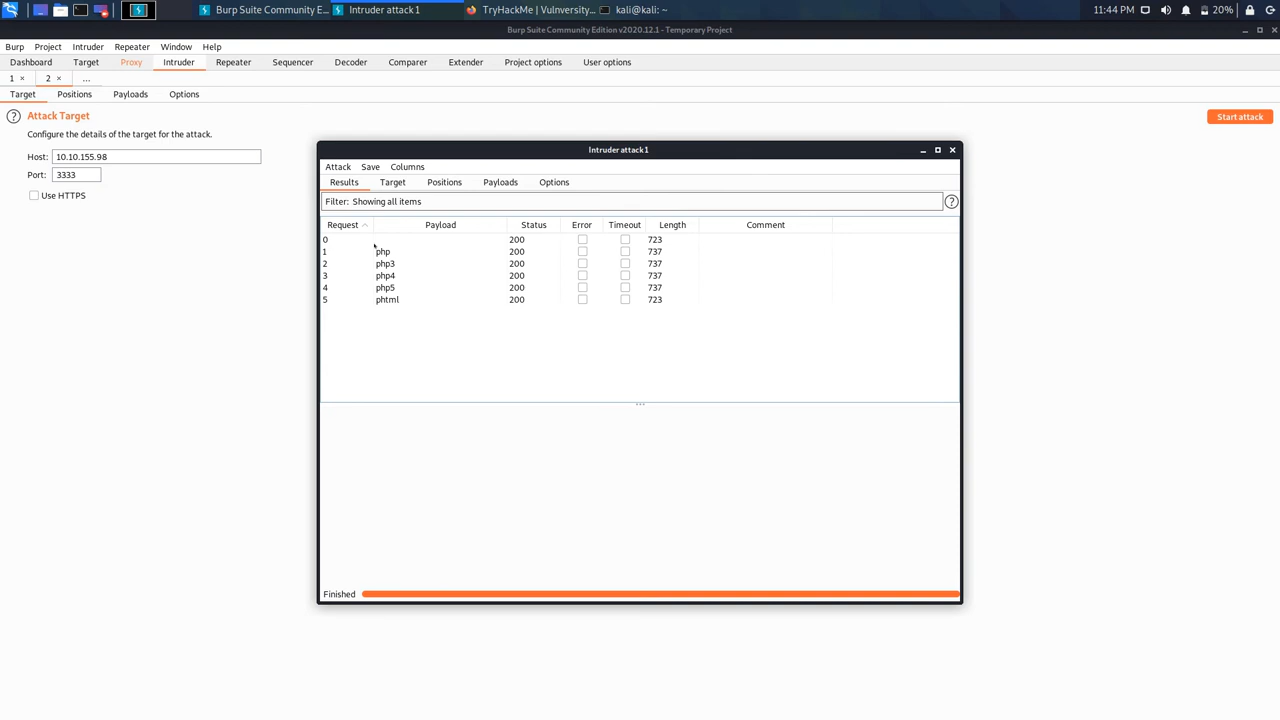 Burp Suite Community E... Intruder attack1 TryHackMe | Vulnversity... kali@kali: ~ 11:44 PM 20%
Burp Suite Community Edition v2020.12.1 - Temporary Project
Burp Project Intruder Repeater Window Help
Dashboard Target Proxy Intruder Repeater Sequencer Decoder Comparer Extender Project options User options
1 × 2 × ...
Target Positions Payloads Options
? Attack Target Start attack
Configure the details of the target for the attack.
Host: 10.10.155.98
Port: 3333
Use HTTPS
Intruder attack1
Attack Save Columns
Results Target Positions Payloads Options
Filter: Showing all items ?
Request Payload Status Error Timeout Length Comment
0 200 723
1 php 200 737
2 php3 200 737
3 php4 200 737
4 php5 200 737
5 phtml 200 723
Finished